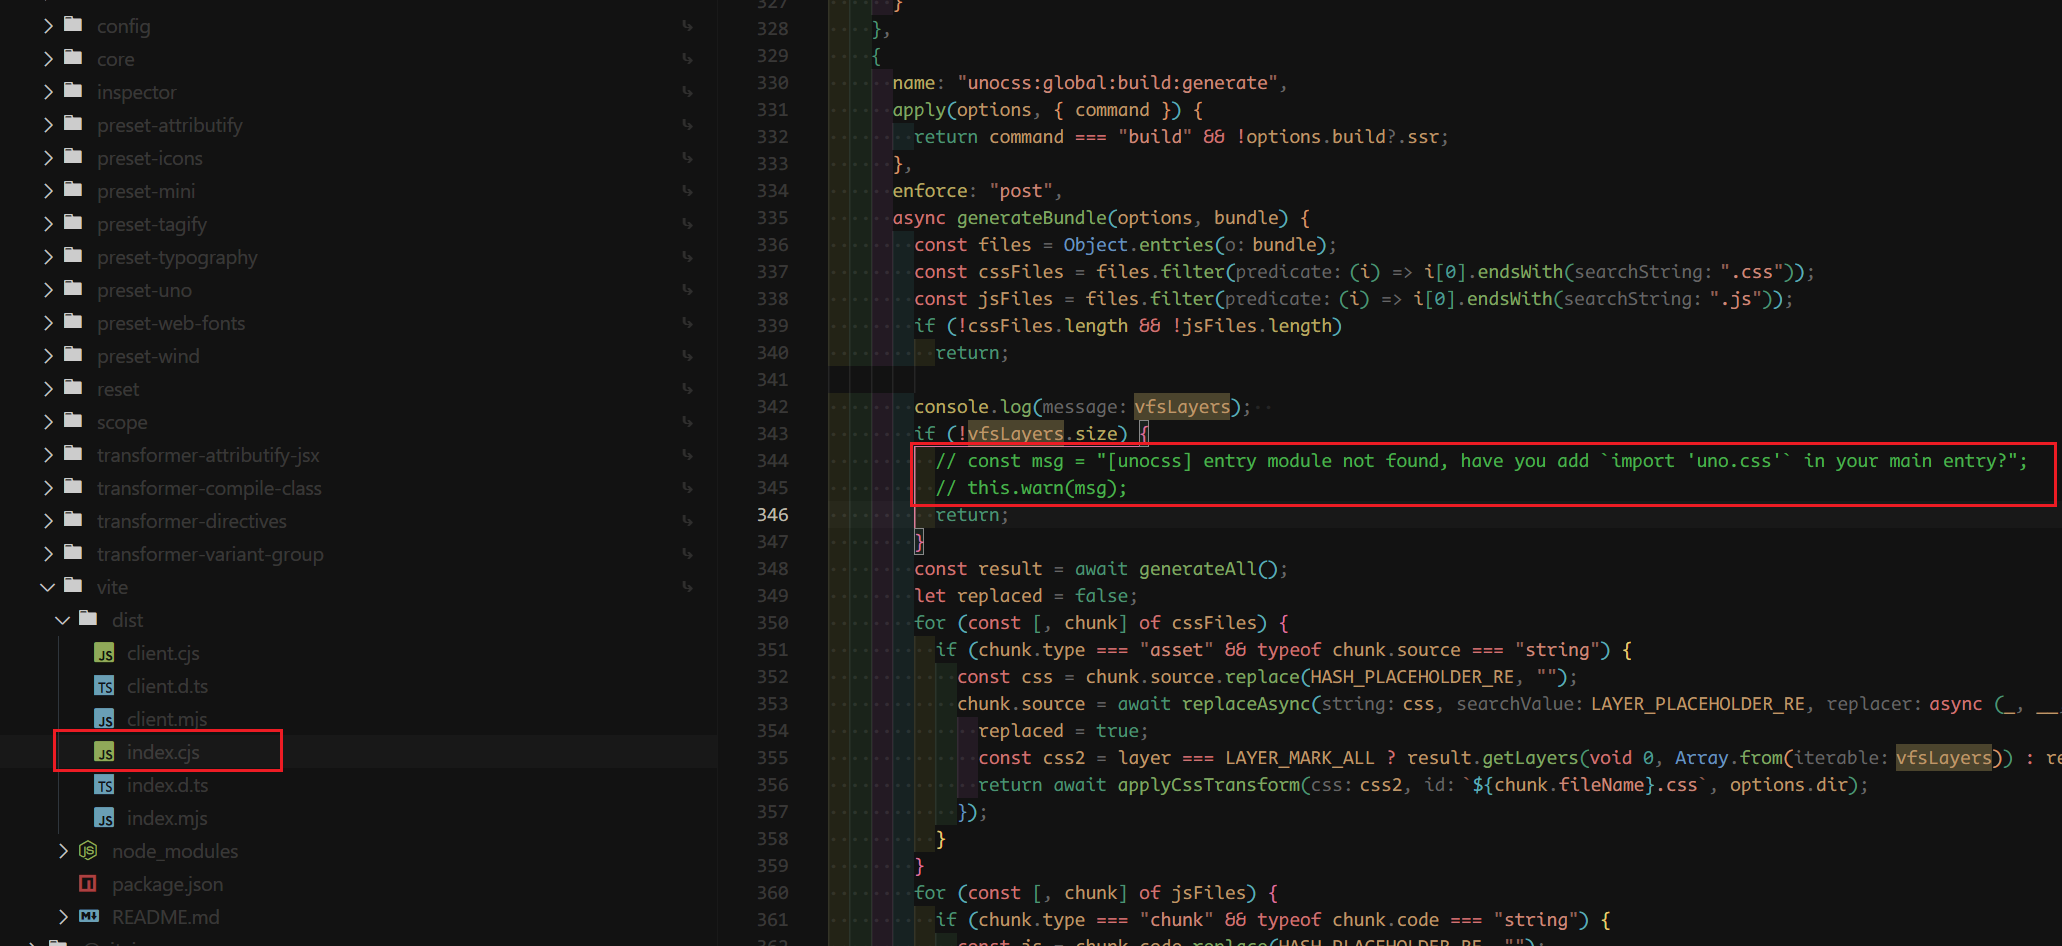 config
core
inspector
preset-attributify
preset-icons
preset-mini
preset-tagify
preset-typography
preset-uno
preset-web-fonts
preset-wind
reset
scope
transformer-attributify-jsx
transformer-compile-class
transformer-directives
transformer-variant-group
vite
dist
client.cjs
client.d.ts
client.mjs
index.cjs
index.d.ts
index.mjs
node_modules
package.json
README.md
327 }
328 },
329 {
330 name: "unocss:global:build:generate",
331 apply(options, { command }) {
332 return command === "build" && !options.build?.ssr;
333 },
334 enforce: "post",
335 async generateBundle(options, bundle) {
336 const files = Object.entries(o: bundle);
337 const cssFiles = files.filter(predicate: (i) => i[0].endsWith(searchString: ".css"));
338 const jsFiles = files.filter(predicate: (i) => i[0].endsWith(searchString: ".js"));
339 if (!cssFiles.length && !jsFiles.length)
340 return;
341
342 console.log(message: vfsLayers);
343 if (!vfsLayers.size) {
344 // const msg = "[unocss] entry module not found, have you add `import 'uno.css'` in your main entry?";
345 // this.warn(msg);
346 return;
347 }
348 const result = await generateAll();
349 let replaced = false;
350 for (const [, chunk] of cssFiles) {
351 if (chunk.type === "asset" && typeof chunk.source === "string") {
352 const css = chunk.source.replace(HASH_PLACEHOLDER_RE, "");
353 chunk.source = await replaceAsync(string: css, searchValue: LAYER_PLACEHOLDER_RE, replacer: async (_, __,
354 replaced = true;
355 const css2 = layer === LAYER_MARK_ALL ? result.getLayers(void 0, Array.from(iterable: vfsLayers)) : re
356 return await applyCssTransform(css: css2, id: `${chunk.fileName}.css`, options.dir);
357 });
358 }
359 }
360 for (const [, chunk] of jsFiles) {
361 if (chunk.type === "chunk" && typeof chunk.code === "string") {
362 const js = chunk.code.replace(HASH_PLACEHOLDER_RE, "");